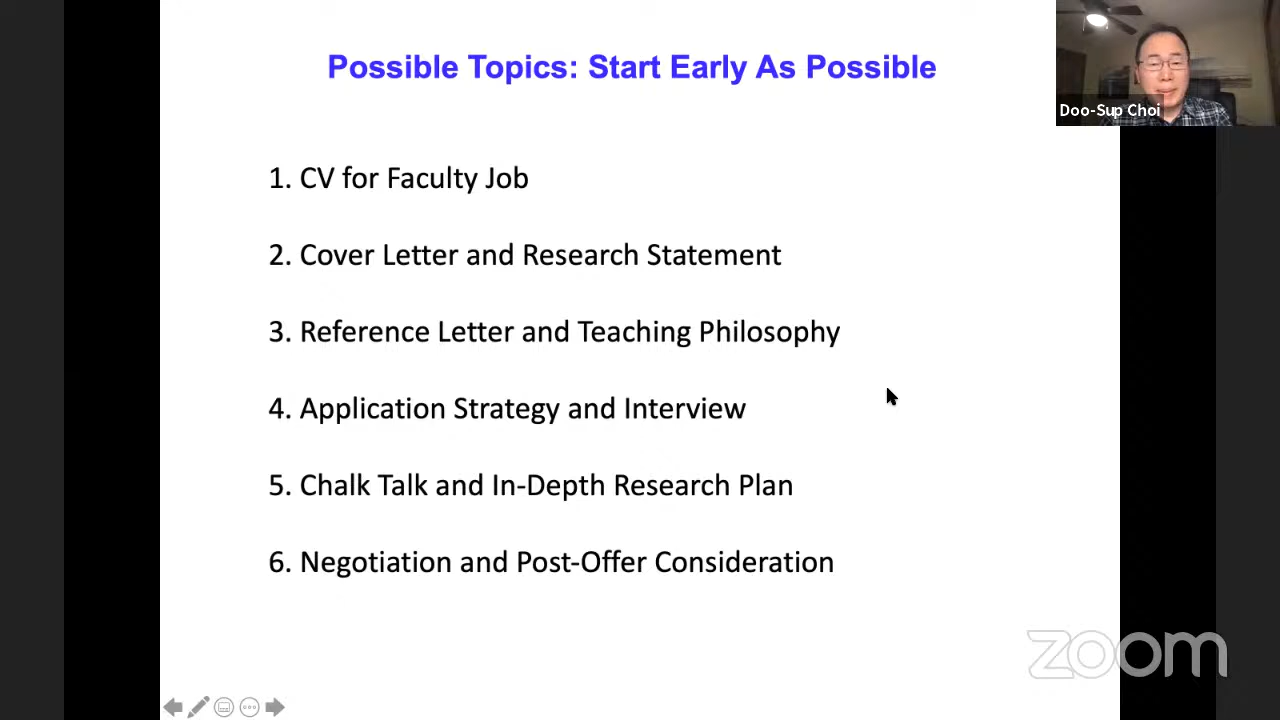 Possible Topics: Start Early As Possible
Doo-Sup Choi
1. CV for Faculty Job
2. Cover Letter and Research Statement
3. Reference Letter and Teaching Philosophy
4. Application Strategy and Interview
5. Chalk Talk and In-Depth Research Plan
6. Negotiation and Post-Offer Consideration
zoom